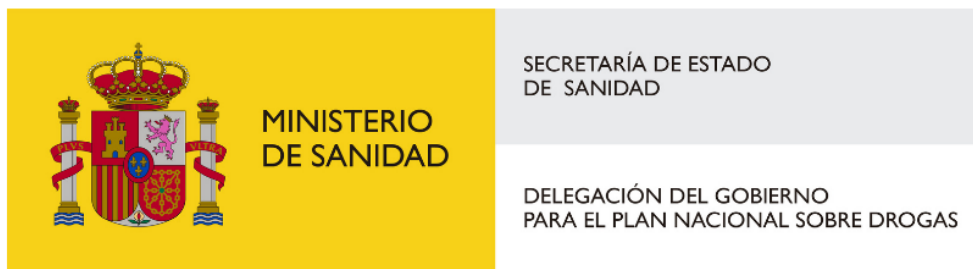 PLVS VLTRA
MINISTERIO
DE SANIDAD
SECRETARÍA DE ESTADO
DE SANIDAD
DELEGACIÓN DEL GOBIERNO
PARA EL PLAN NACIONAL SOBRE DROGAS